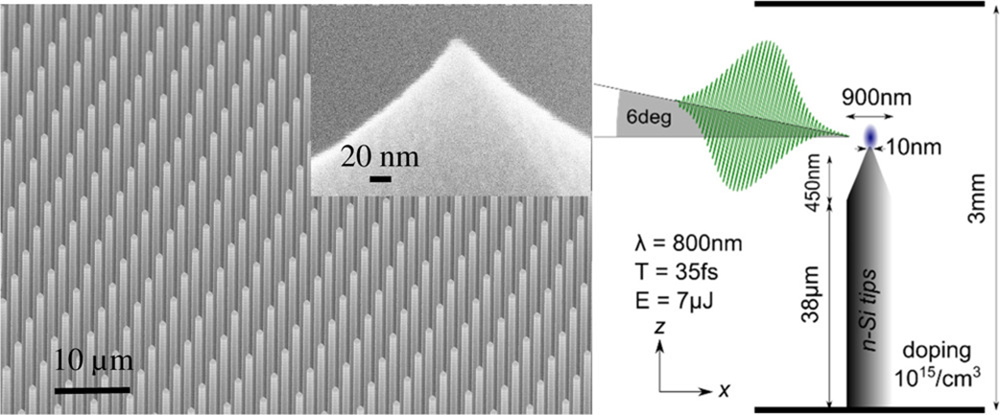 20 nm
10 µm
6deg
900nm
10nm
450nm
3mm
λ = 800nm
T = 35fs
E = 7µJ
38µm
n-Si tips
z
x
doping
10¹⁵/cm³